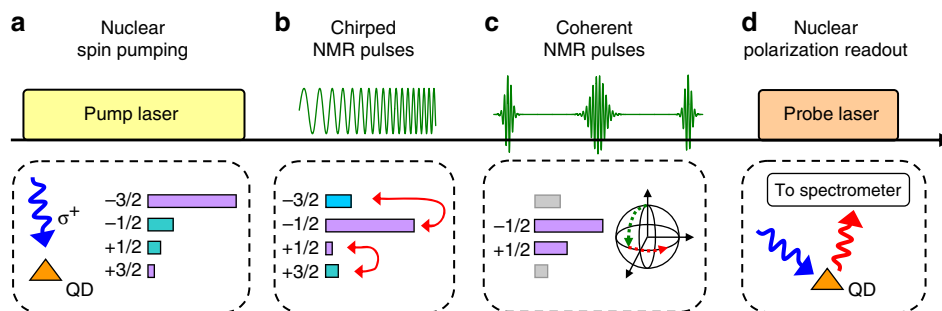 a
Nuclear
spin pumping
b
Chirped
NMR pulses
c
Coherent
NMR pulses
d
Nuclear
polarization readout
Pump laser
Probe laser
σ+
−3/2
−1/2
+1/2
+3/2
QD
−3/2
−1/2
+1/2
+3/2
−1/2
+1/2
To spectrometer
QD